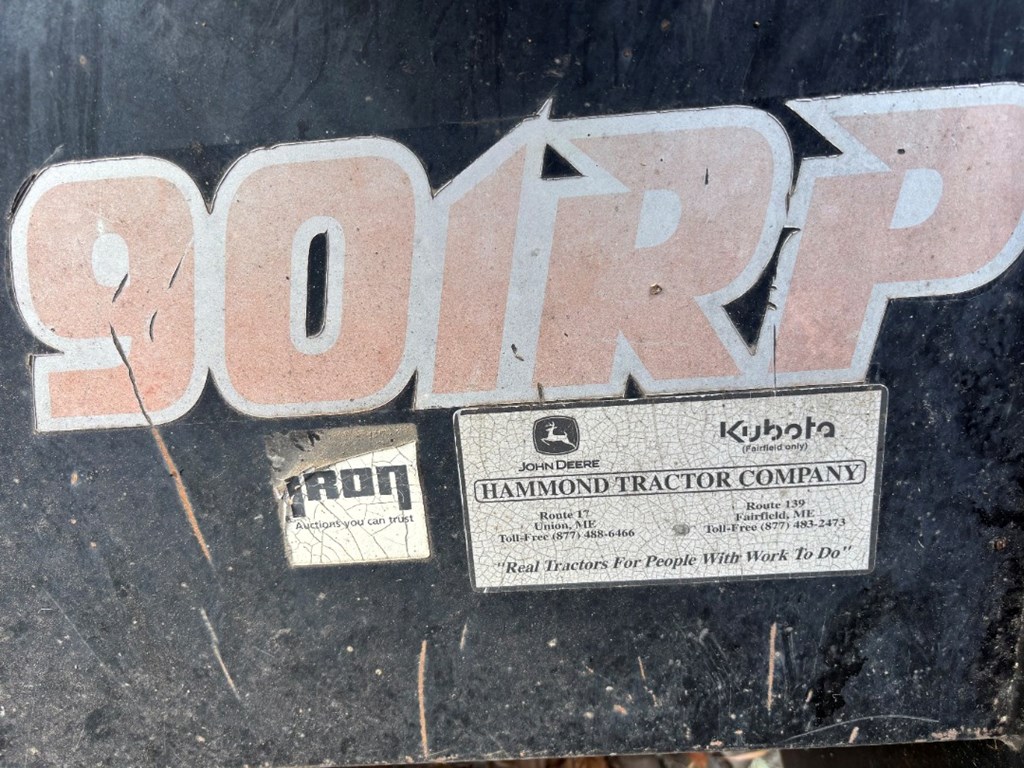 901RP
IRON
Auctions you can trust
JOHN DEERE
Kubota
(Fairfield only)
HAMMOND TRACTOR COMPANY
Route 17
Union, ME
Toll-Free (877) 488-6466
Route 139
Fairfield, ME
Toll-Free (877) 483-2473
"Real Tractors For People With Work To Do"